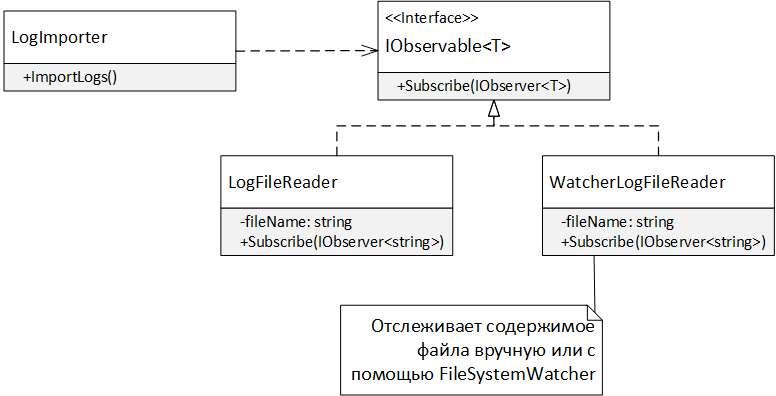 LogImporter
+ImportLogs()
<<Interface>>
IObservable<T>
+Subscribe(IObserver<T>)
LogFileReader
-fileName: string
+Subscribe(IObserver<string>)
WatcherLogFileReader
-fileName: string
+Subscribe(IObserver<string>)
Отслеживает содержимое
файла вручную или с
помощью FileSystemWatcher